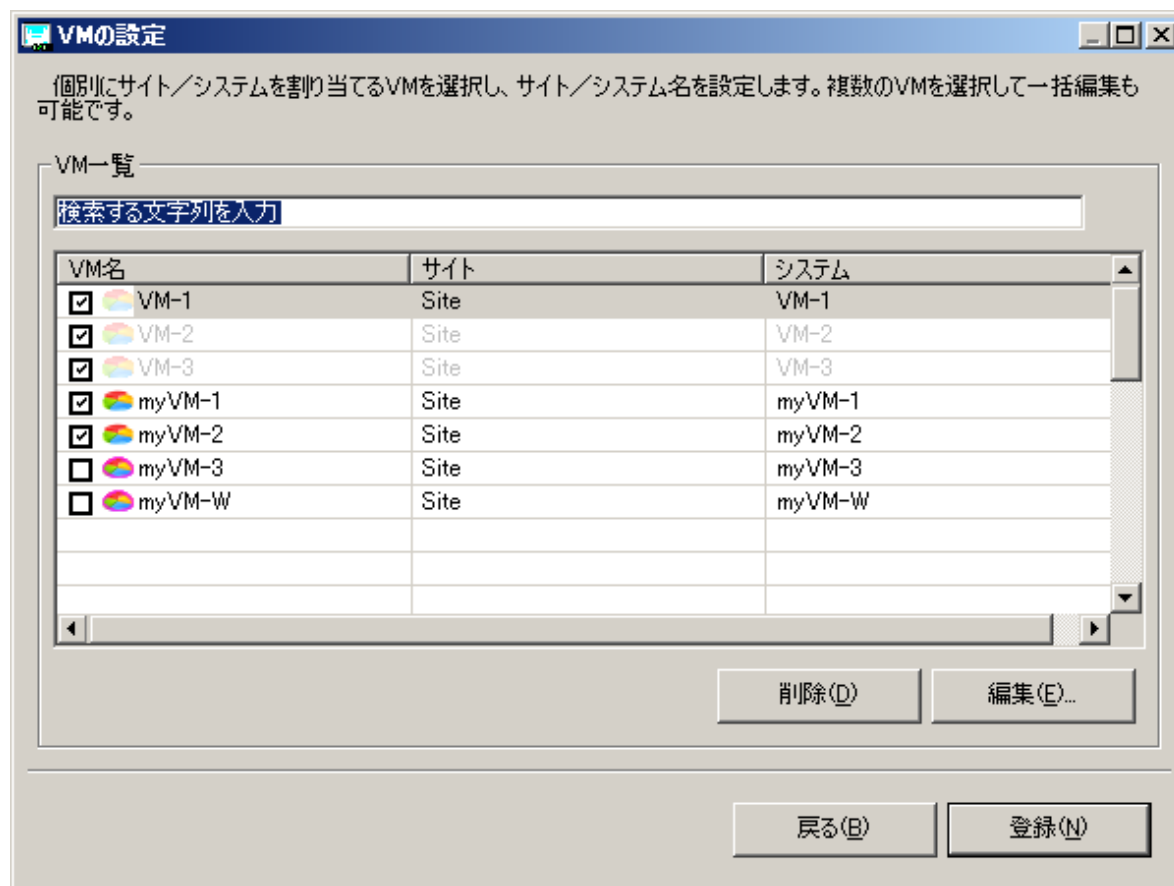 VMの設定
個別にサイト／システムを割り当てるVMを選択し、サイト／システム名を設定します。複数のVMを選択して一括編集も
可能です。
VM一覧
検索する文字列を入力
VM名 サイト システム
VM-1 Site VM-1
VM-2 Site VM-2
VM-3 Site VM-3
myVM-1 Site myVM-1
myVM-2 Site myVM-2
myVM-3 Site myVM-3
myVM-W Site myVM-W
削除(D) 編集(E)...
戻る(B) 登録(N)